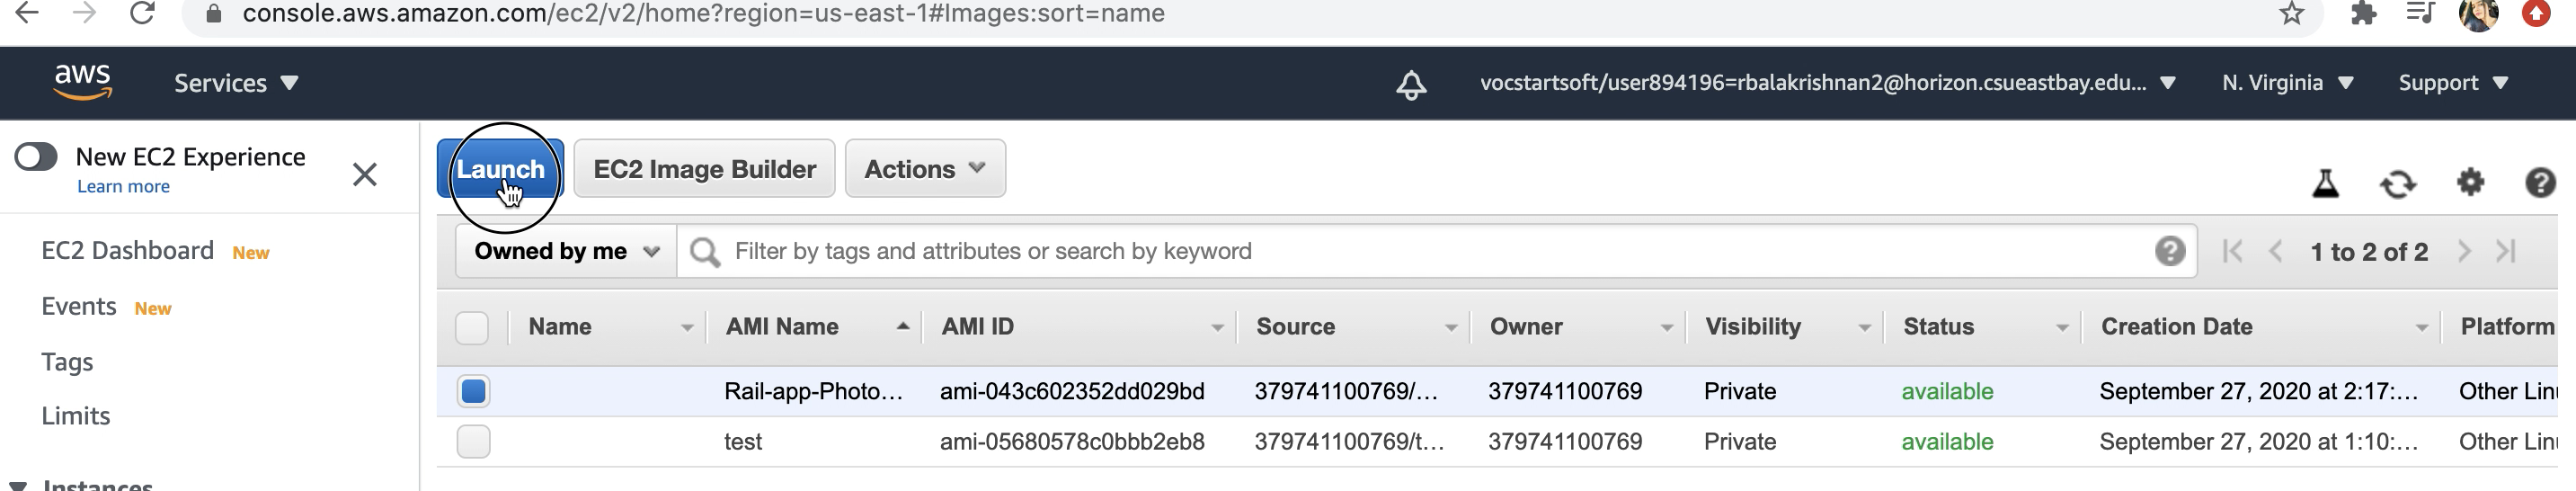 console.aws.amazon.com/ec2/v2/home?region=us-east-1#Images:sort=name
aws Services vocstartsoft/user894196=rbalakrishnan2@horizon.csueastbay.edu... N. Virginia Support
New EC2 Experience
Learn more
Launch EC2 Image Builder Actions
EC2 Dashboard New
Events New
Tags
Limits
Instances
Owned by me Filter by tags and attributes or search by keyword 1 to 2 of 2
Name AMI Name AMI ID Source Owner Visibility Status Creation Date Platform
Rail-app-Photo... ami-043c602352dd029bd 379741100769/... 379741100769 Private available September 27, 2020 at 2:17:... Other Lin
test ami-05680578c0bbb2eb8 379741100769/t... 379741100769 Private available September 27, 2020 at 1:10:... Other Lin